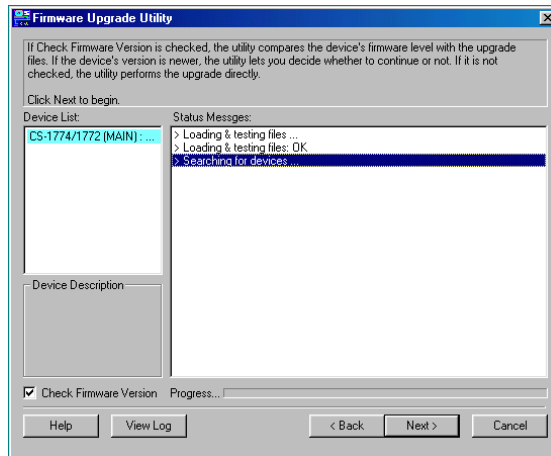 Firmware Upgrade Utility
If Check Firmware Version is checked, the utility compares the device's firmware level with the upgrade
files. If the device's version is newer, the utility lets you decide whether to continue or not. If it is not
checked, the utility performs the upgrade directly.
Click Next to begin.
Device List:
Status Messges:
CS-1774/1772 (MAIN) : ...
> Loading & testing files ...
> Loading & testing files: OK
> Searching for devices ...
Device Description
Check Firmware Version
Progress...
Help
View Log
< Back
Next >
Cancel